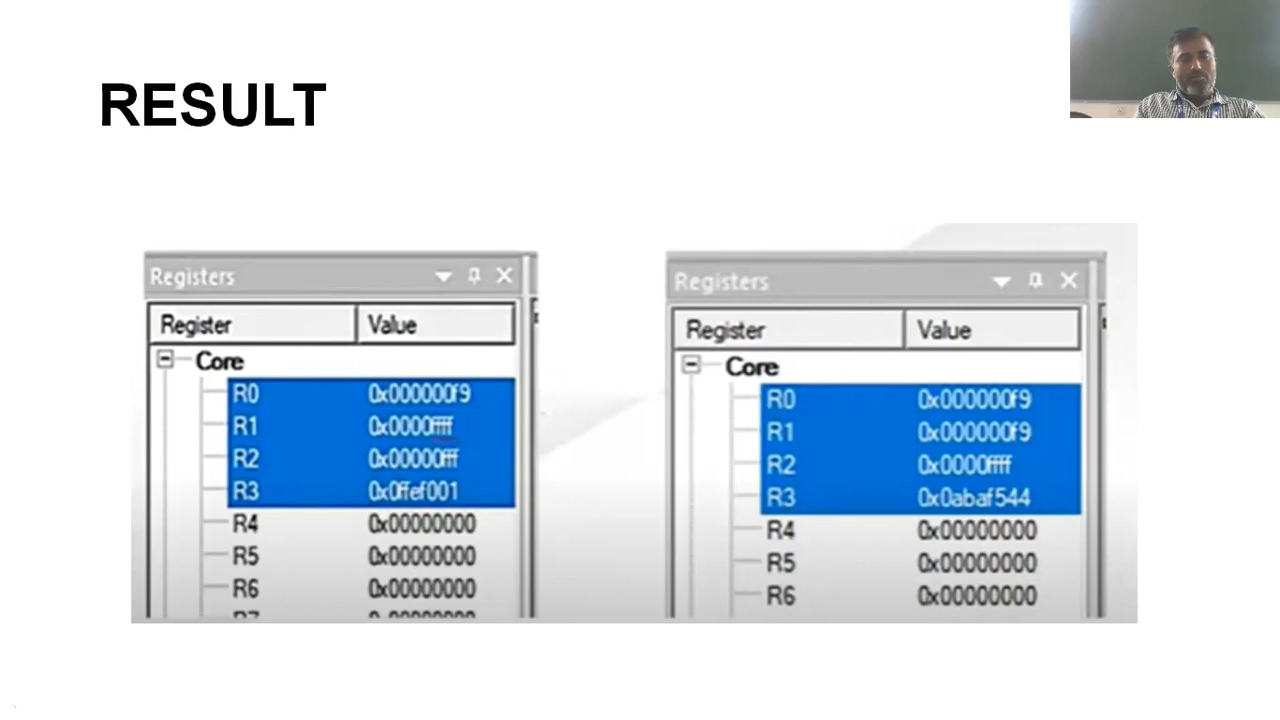 RESULT
Registers
Register Value
Core
R0 0x000000f9
R1 0x0000ffff
R2 0x00000fff
R3 0x0ffef001
R4 0x00000000
R5 0x00000000
R6 0x00000000
Registers
Register Value
Core
R0 0x000000f9
R1 0x000000f9
R2 0x0000ffff
R3 0x0abaf544
R4 0x00000000
R5 0x00000000
R6 0x00000000